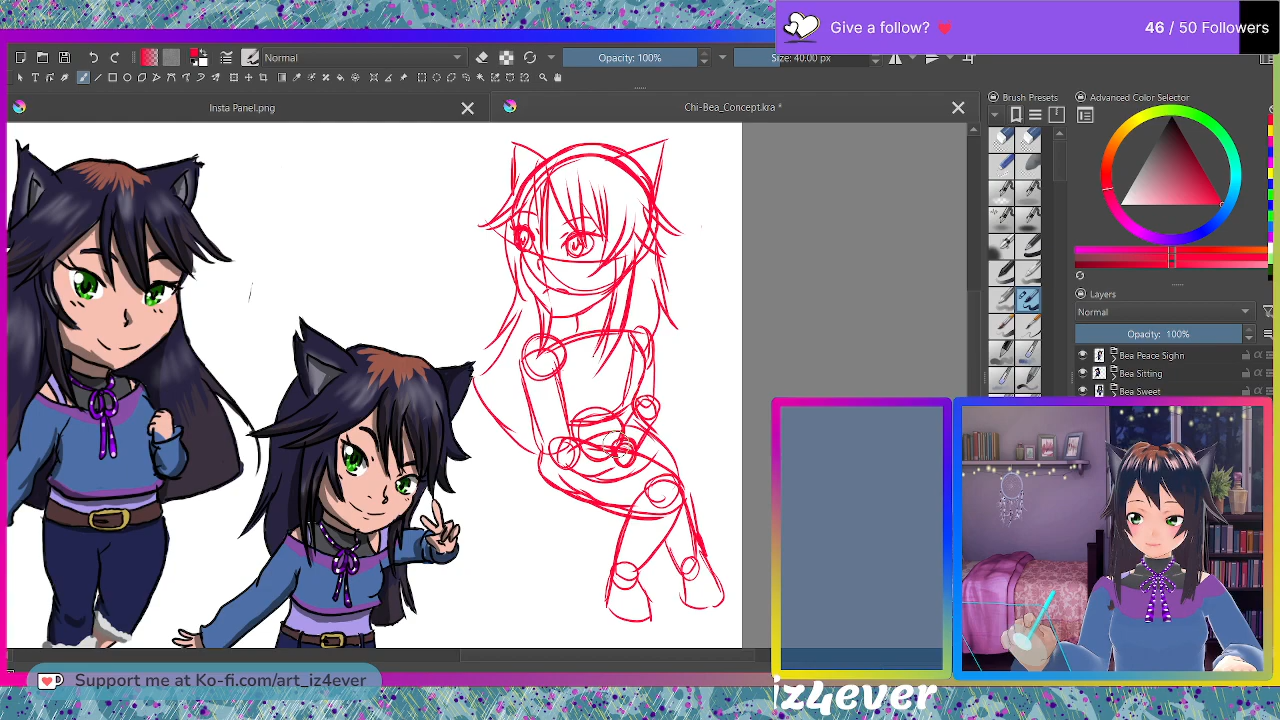 Give a follow?
46 / 50 Followers
Normal
Opacity: 100%
Size: 40.00 px
Insta Panel.png
Chi-Bea_Concept.kra *
Brush Presets
Advanced Color Selector
Layers
Normal
Opacity: 100%
Bea Peace Sighn
Bea Sitting
Bea Sweet
Support me at Ko-fi.com/art_iz4ever
iz4ever